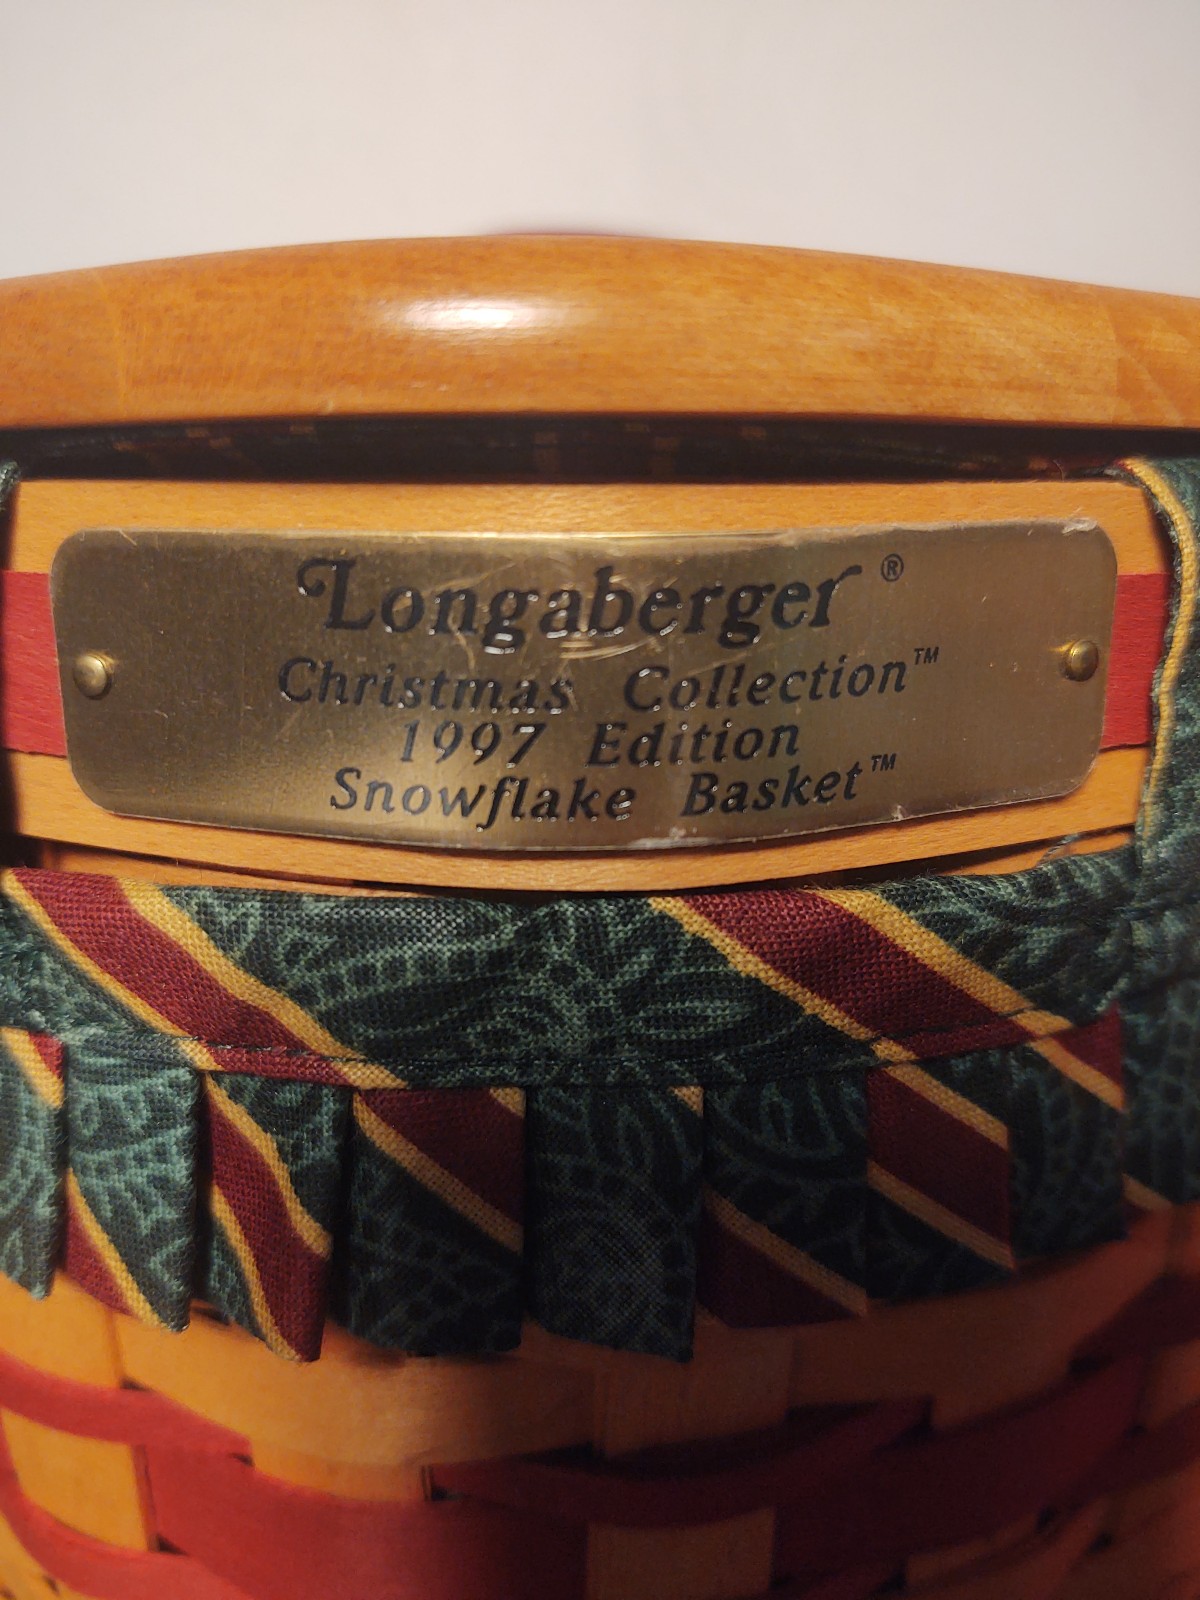 Longaberger®
Christmas Collection™
1997 Edition
Snowflake Basket™